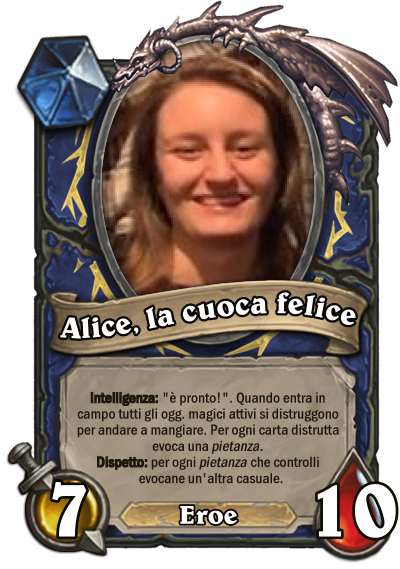 Alice, la cuoca felice
Intelligenza: "è pronto!". Quando entra in
campo tutti gli ogg. magici attivi si distruggono
per andare a mangiare. Per ogni carta distrutta
evoca una pietanza.
Dispetto: per ogni pietanza che controlli
evocane un'altra casuale.
7
Eroe
10